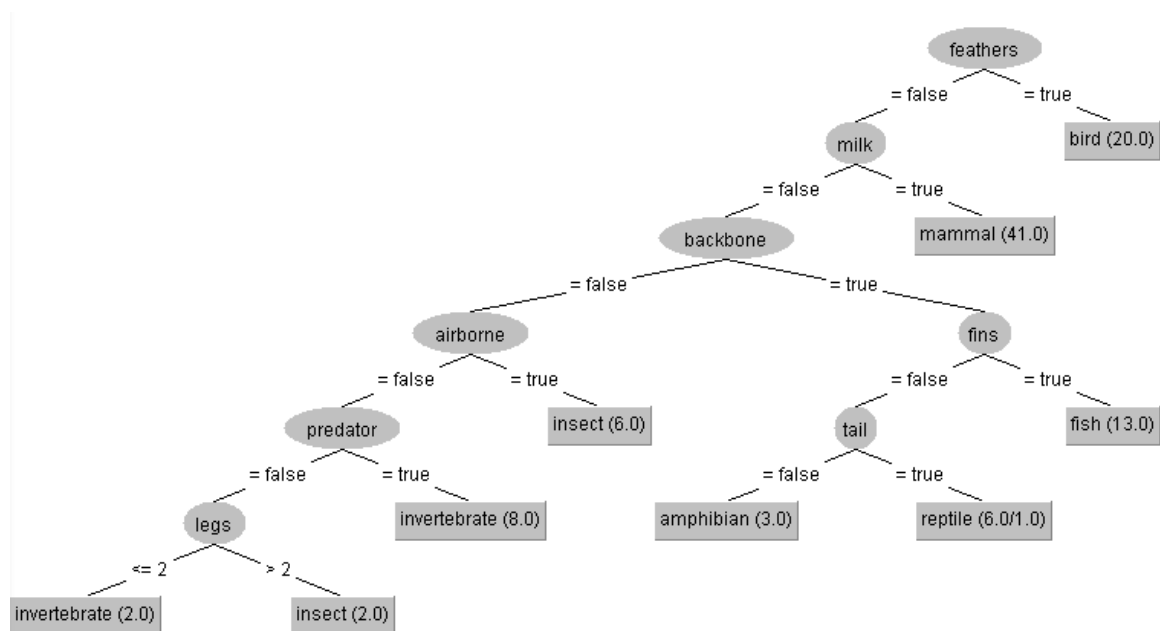 feathers
= false
= true
milk
bird (20.0)
= false
= true
backbone
mammal (41.0)
= false
= true
airborne
fins
= false
= true
= false
= true
predator
insect (6.0)
tail
fish (13.0)
= false
= true
= false
= true
legs
invertebrate (8.0)
amphibian (3.0)
reptile (6.0/1.0)
<= 2
> 2
invertebrate (2.0)
insect (2.0)